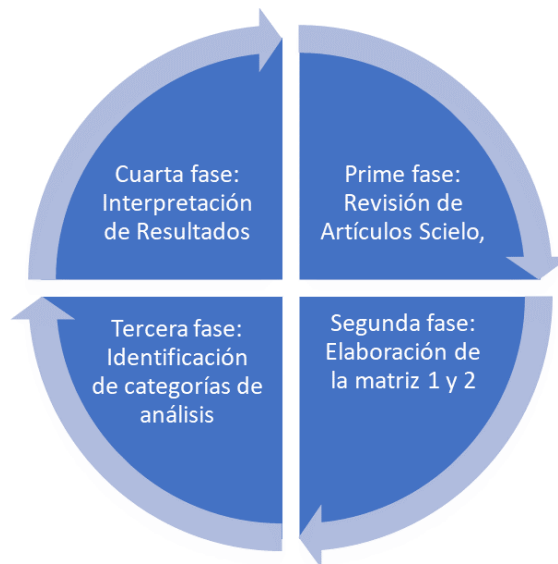 Prime fase:
Revisión de
Artículos Scielo,
Segunda fase:
Elaboración de
la matriz 1 y 2
Tercera fase:
Identificación
de categorías de
análisis
Cuarta fase:
Interpretación
de Resultados